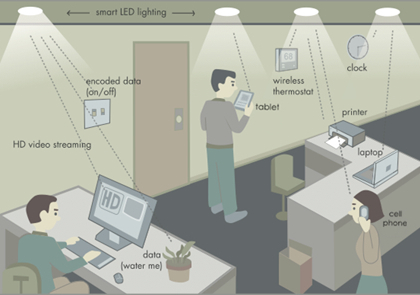 smart LED lighting
encoded data
(on/off)
wireless
thermostat
clock
tablet
printer
HD video streaming
laptop
HD
cell
phone
data
(water me)